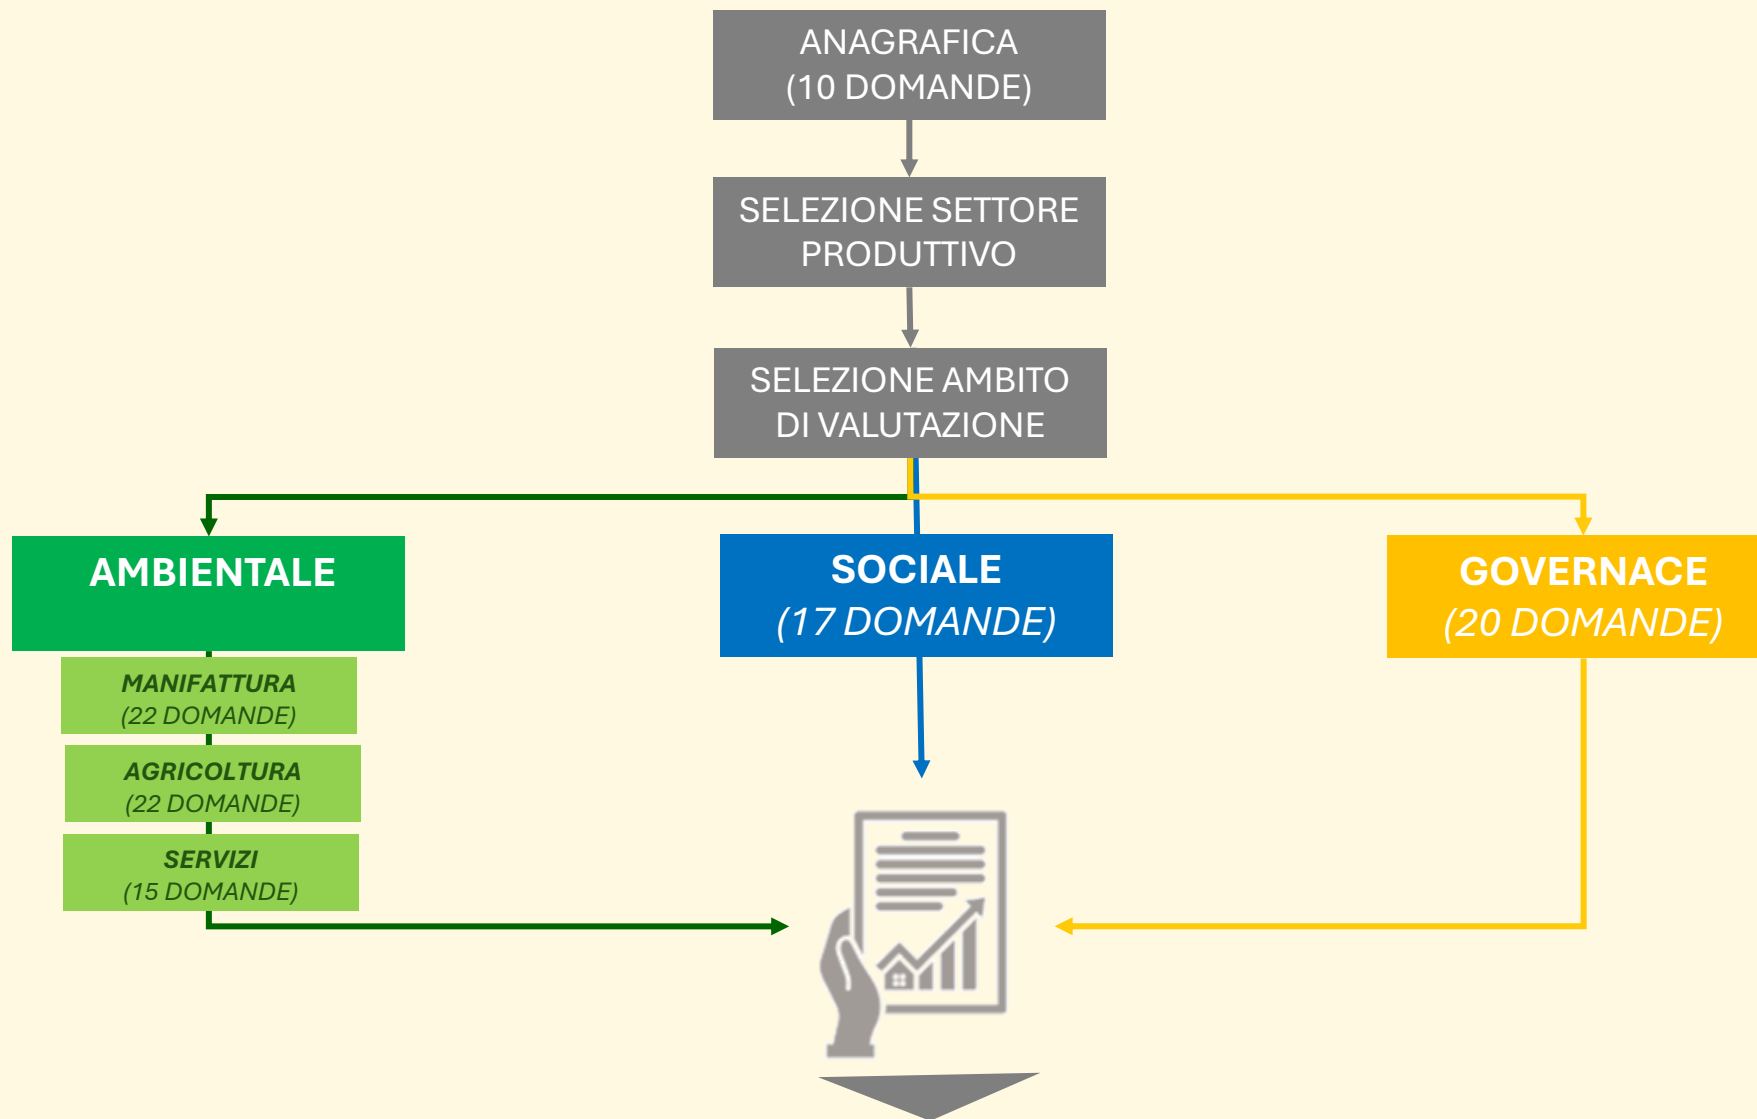 ANAGRAFICA
(10 DOMANDE)
SELEZIONE SETTORE
PRODUTTIVO
SELEZIONE AMBITO
DI VALUTAZIONE
AMBIENTALE
MANIFATTURA
(22 DOMANDE)
AGRICOLTURA
(22 DOMANDE)
SERVIZI
(15 DOMANDE)
SOCIALE
(17 DOMANDE)
GOVERNACE
(20 DOMANDE)